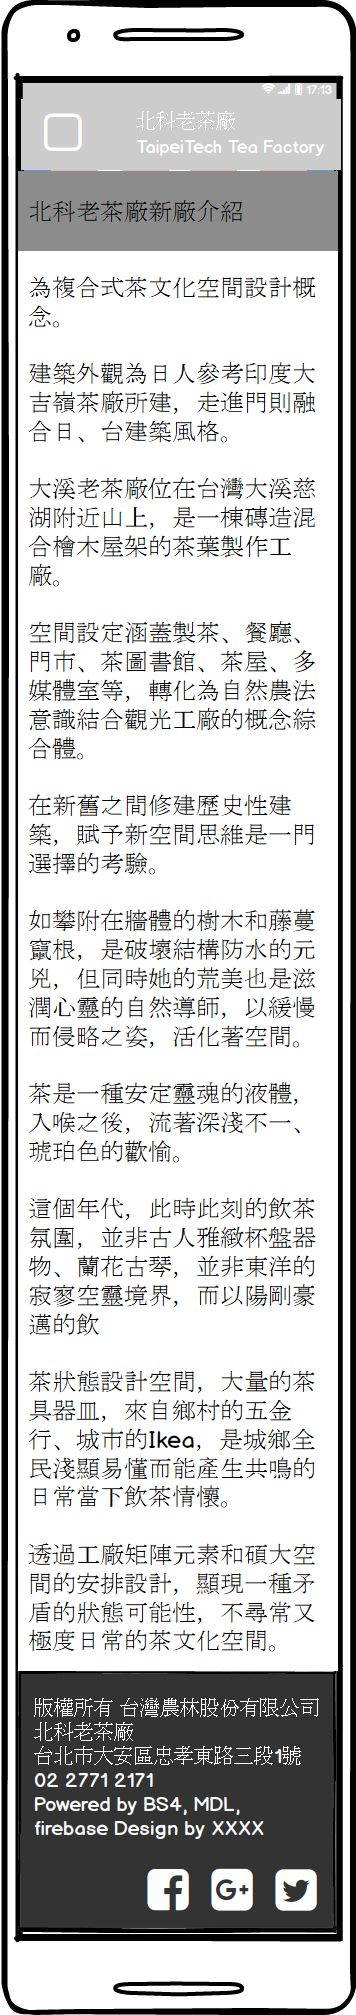 17:13
北科老茶廠
TaipeiTech Tea Factory
北科老茶廠新廠介紹
為複合式茶文化空間設計概
念。
建築外觀為日人參考印度大
吉嶺茶廠所建，走進門則融
合日、台建築風格。
大溪老茶廠位在台灣大溪慈
湖附近山上，是一棟磚造混
合檜木屋架的茶葉製作工
廠。
空間設定涵蓋製茶、餐廳、
門市、茶圖書館、茶屋、多
媒體室等，轉化為自然農法
意識結合觀光工廠的概念綜
合體。
在新舊之間修建歷史性建
築，賦予新空間思維是一門
選擇的考驗。
如攀附在牆體的樹木和藤蔓
竄根，是破壞結構防水的元
兇，但同時她的荒美也是滋
潤心靈的自然導師，以緩慢
而侵略之姿，活化著空間。
茶是一種安定靈魂的液體，
入喉之後，流著深淺不一、
琥珀色的歡愉。
這個年代，此時此刻的飲茶
氛圍，並非古人雅緻杯盤器
物、蘭花古琴，並非東洋的
寂寥空靈境界，而以陽剛豪
邁的飲
茶狀態設計空間，大量的茶
具器皿，來自鄉村的五金
行、城市的Ikea，是城鄉全
民淺顯易懂而能產生共鳴的
日常當下飲茶情懷。
透過工廠矩陣元素和碩大空
間的安排設計，顯現一種矛
盾的狀態可能性，不尋常又
極度日常的茶文化空間。
版權所有 台灣農林股份有限公司
北科老茶廠
台北市大安區忠孝東路三段1號
02 2771 2171
Powered by BS4, MDL,
firebase Design by XXXX